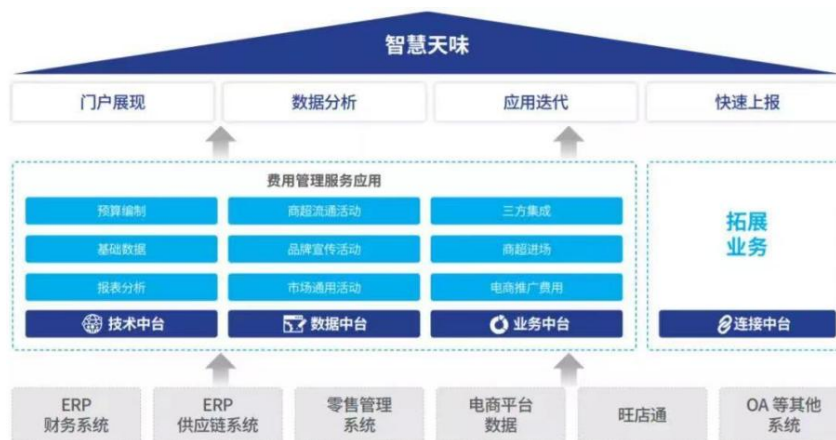 智慧天味
门户展现
数据分析
应用迭代
快速上报
费用管理服务应用
预算编制
商超流通活动
三方集成
基础数据
品牌宣传活动
商超进场
报表分析
市场通用活动
电商推广费用
技术中台
数据中台
业务中台
拓展
业务
连接中台
ERP
财务系统
ERP
供应链系统
零售管理
系统
电商平台
数据
旺店通
OA 等其他
系统